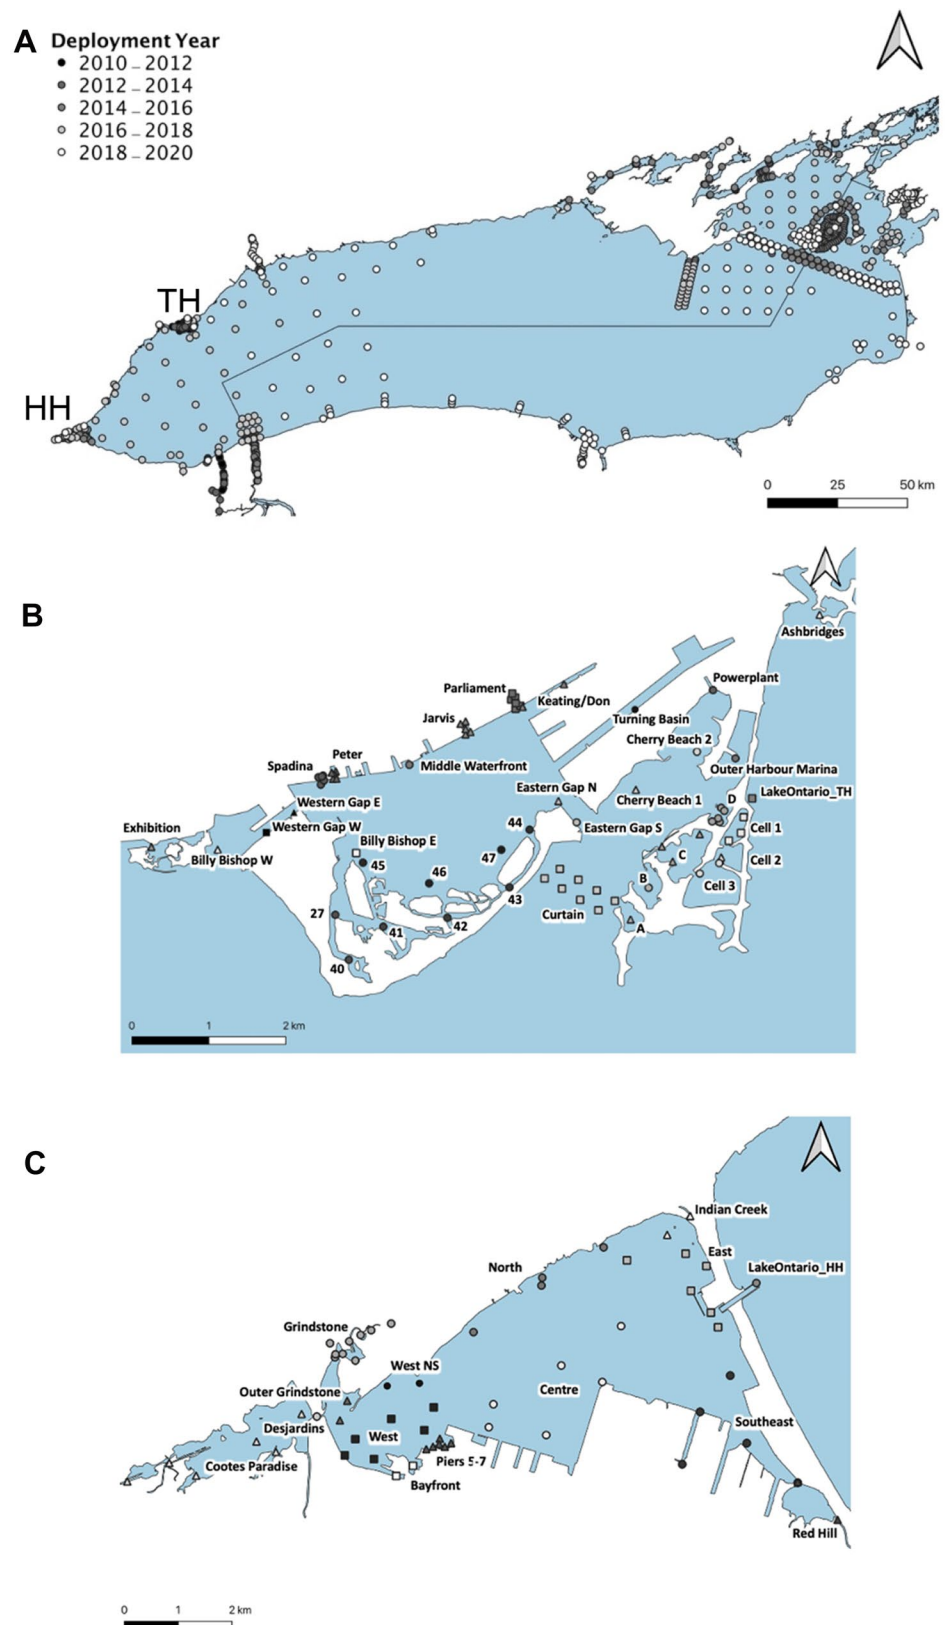 A
Deployment Year
2010 – 2012
2012 – 2014
2014 – 2016
2016 – 2018
2018 – 2020
TH
HH
0 25 50 km
B
Ashbridges
Powerplant
Parliament
Keating/Don
Turning Basin
Jarvis
Cherry Beach 2
Peter
Spadina
Middle Waterfront
Outer Harbour Marina
Eastern Gap N
LakeOntario_TH
Western Gap E
Cherry Beach 1
D
Exhibition
Western Gap W
44
Eastern Gap S
Cell 1
Billy Bishop E
Billy Bishop W
47
C
Cell 2
45
46
B
Cell 3
43
27
Curtain
42
41
A
40
0 1 2 km
C
Indian Creek
East
North
LakeOntario_HH
Grindstone
West NS
Outer Grindstone
Centre
Desjardins
West
Southeast
Cootes Paradise
Piers 5-7
Bayfront
Red Hill
0 1 2 km